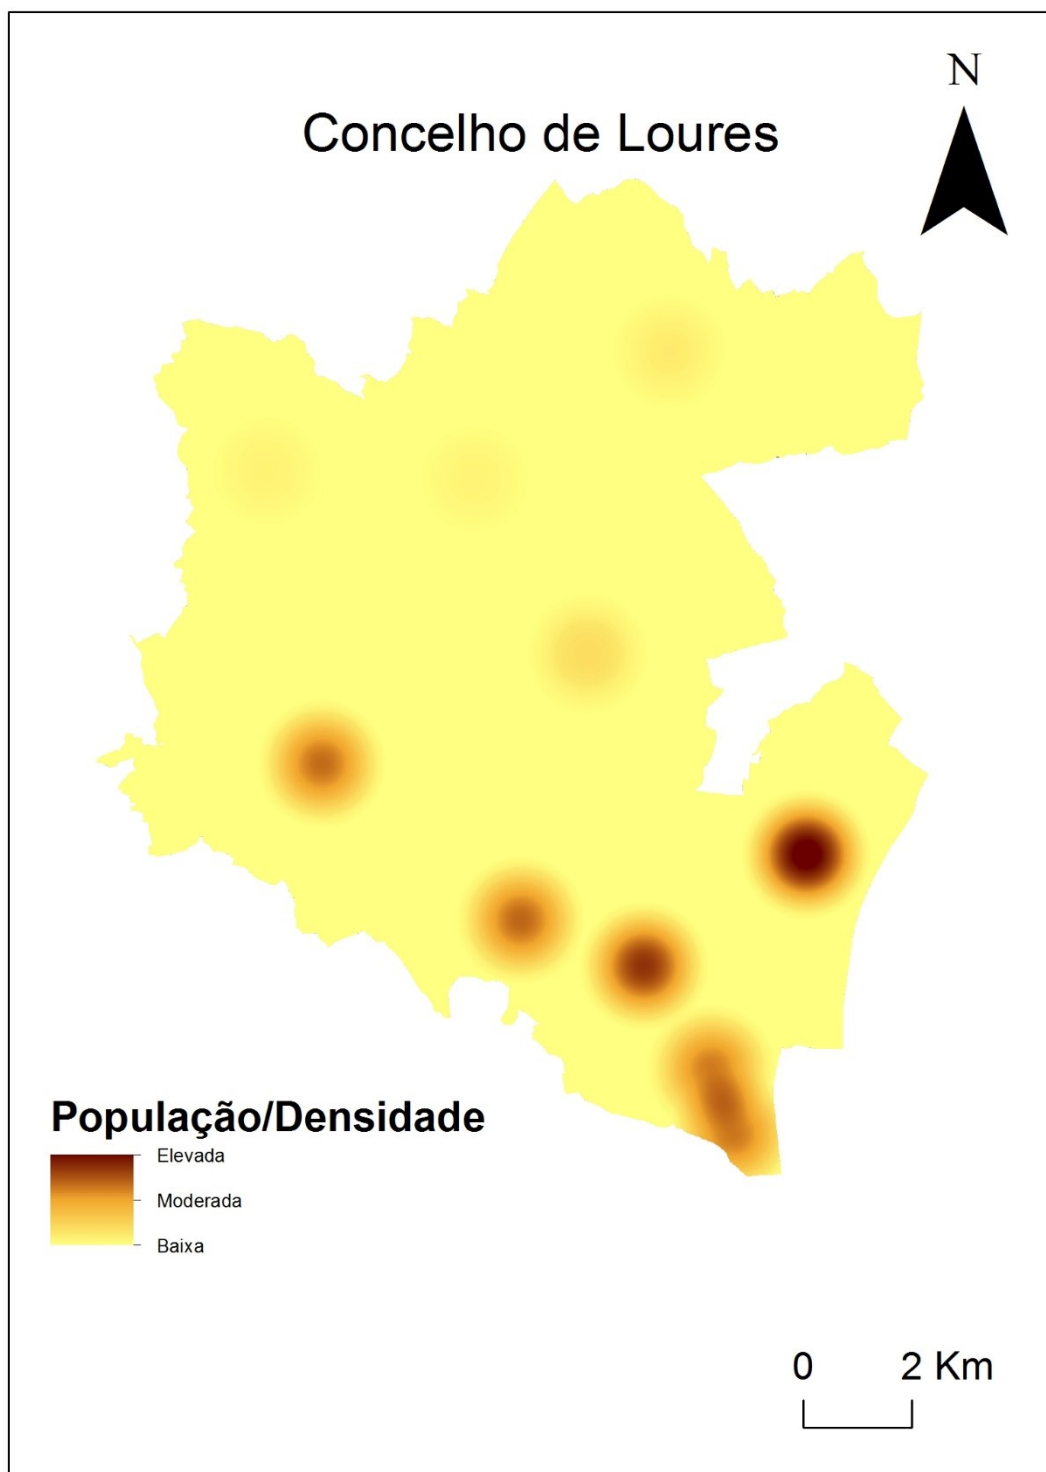 N
Concelho de Loures
População/Densidade
Elevada
Moderada
Baixa
0 2 Km